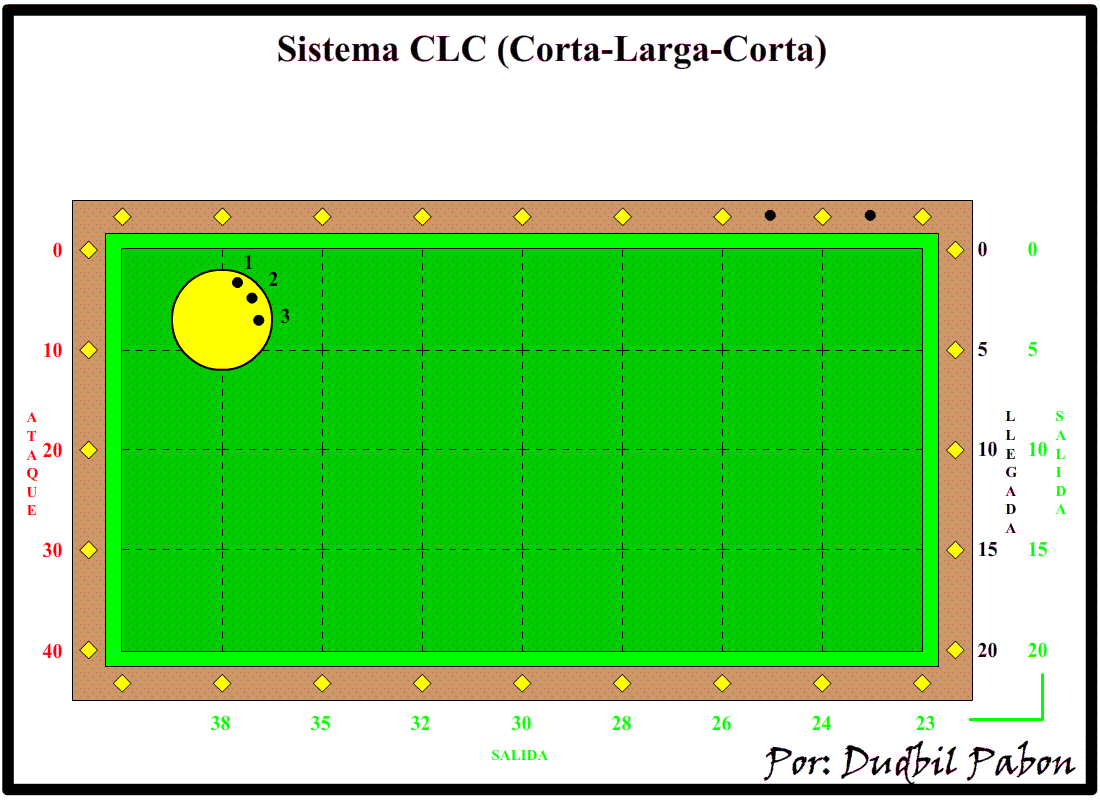 Sistema CLC (Corta-Larga-Corta)
0
1
2
3
0
0
10
5
5
ATAQUE
20
LLEGADA
10
10
SALIDA
30
15
15
40
20
20
38 35 32 30 28 26 24 23
SALIDA
Por: Dudbil Pabon